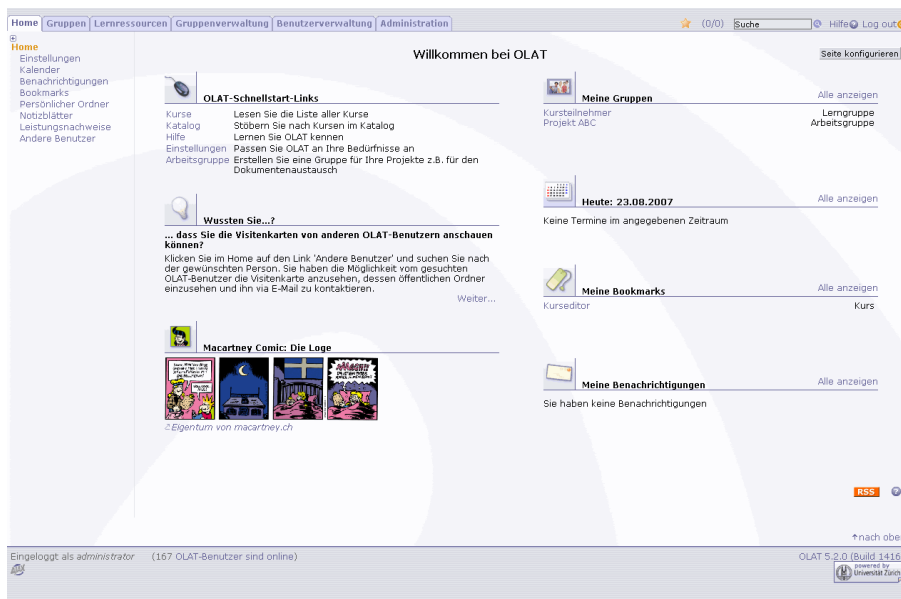 Home Gruppen Lernressourcen Gruppenverwaltung Benutzerverwaltung Administration
(0/0) Suche Hilfe Log out
Home
Einstellungen
Kalender
Benachrichtigungen
Bookmarks
Persönlicher Ordner
Notizblätter
Leistungsnachweise
Andere Benutzer
Willkommen bei OLAT
Seite konfigurieren
OLAT-Schnellstart-Links
Kurse Lesen Sie die Liste aller Kurse
Katalog Stöbern Sie nach Kursen im Katalog
Hilfe Lernen Sie OLAT kennen
Einstellungen Passen Sie OLAT an Ihre Bedürfnisse an
Arbeitsgruppe Erstellen Sie eine Gruppe für Ihre Projekte z.B. für den
Dokumentenaustausch
Wussten Sie...?
... dass Sie die Visitenkarten von anderen OLAT-Benutzern anschauen
können?
Klicken Sie im Home auf den Link 'Andere Benutzer' und suchen Sie nach
der gewünschten Person. Sie haben die Möglichkeit vom gesuchten
OLAT-Benutzer die Visitenkarte anzusehen, dessen öffentlichen Ordner
einzusehen und ihn via E-Mail zu kontaktieren.
Weiter...
Macartney Comic: Die Loge
Eigentum von macartney.ch
Meine Gruppen Alle anzeigen
Kursteilnehmer Lerngruppe
Projekt ABC Arbeitsgruppe
Heute: 23.08.2007 Alle anzeigen
Keine Termine im angegebenen Zeitraum
Meine Bookmarks Alle anzeigen
Kurseditor Kurs
Meine Benachrichtigungen Alle anzeigen
Sie haben keine Benachrichtigungen
RSS
nach obe
Eingeloggt als administrator (167 OLAT-Benutzer sind online)
OLAT 5.2.0 (Build 1416
powered by
Universität Zürich